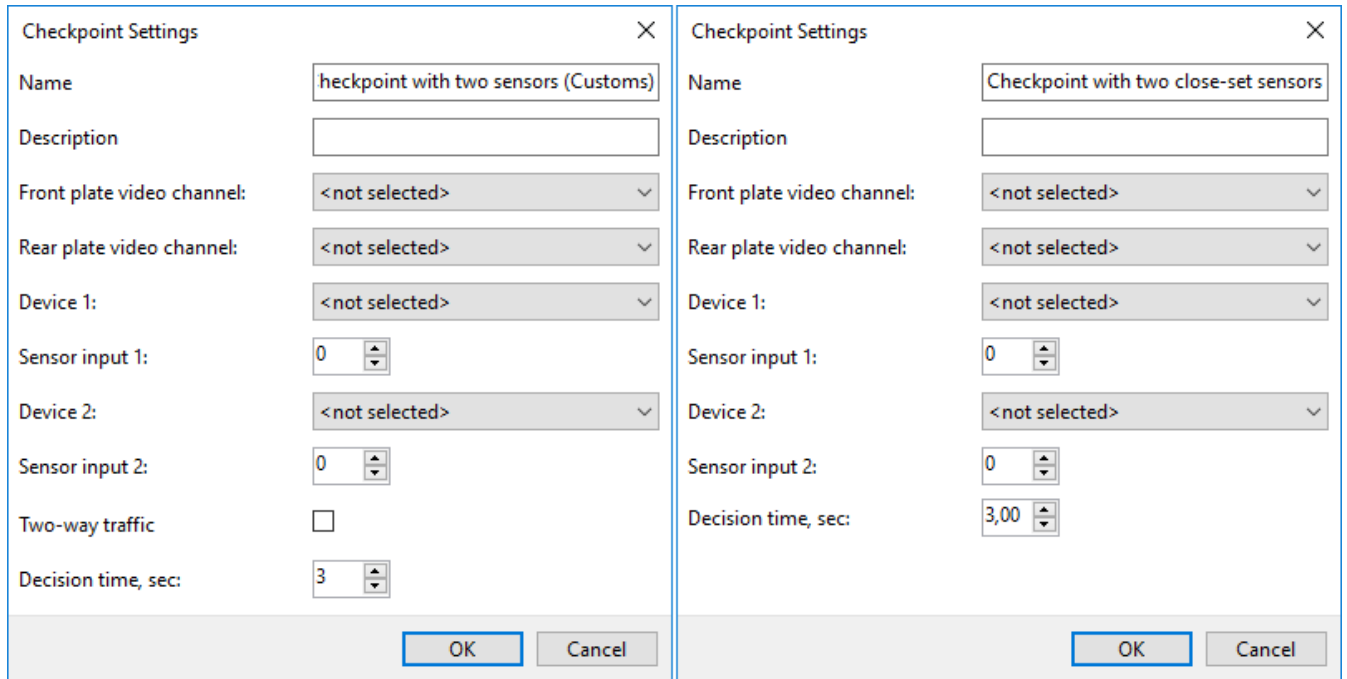 Checkpoint Settings
Name
heckpoint with two sensors (Customs)
Description
Front plate video channel:
<not selected>
Rear plate video channel:
<not selected>
Device 1:
<not selected>
Sensor input 1:
0
Device 2:
<not selected>
Sensor input 2:
0
Two-way traffic
Decision time, sec:
3
OK
Cancel
Checkpoint Settings
Name
Checkpoint with two close-set sensors
Description
Front plate video channel:
<not selected>
Rear plate video channel:
<not selected>
Device 1:
<not selected>
Sensor input 1:
0
Device 2:
<not selected>
Sensor input 2:
0
Decision time, sec:
3,00
OK
Cancel